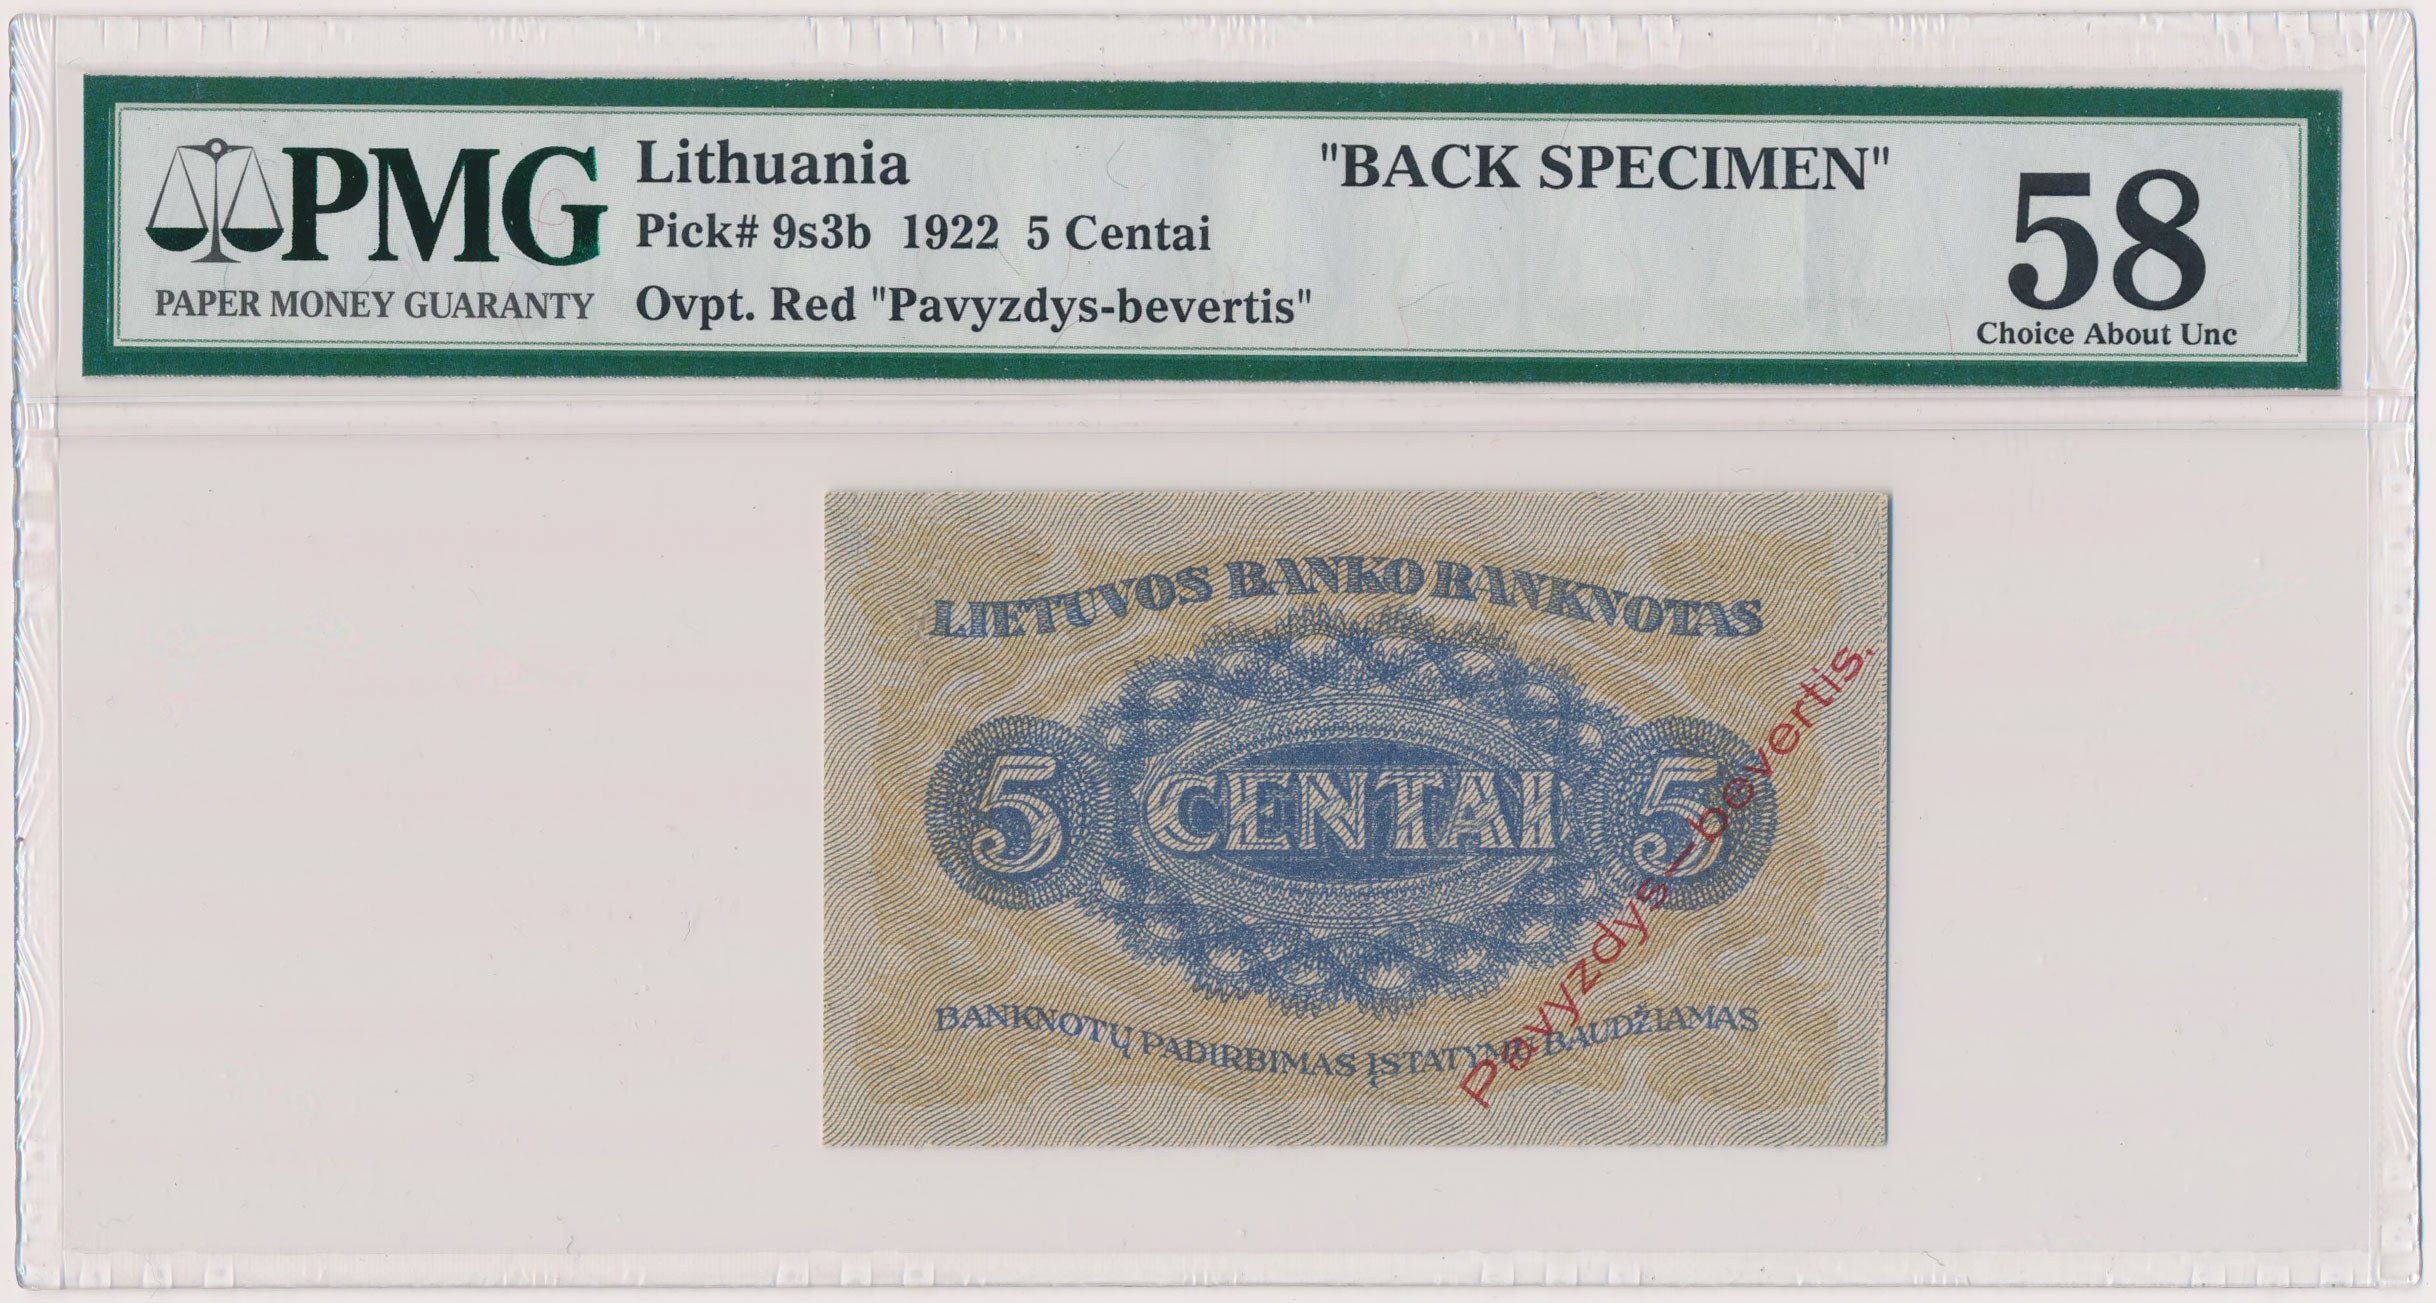 PMG
PAPER MONEY GUARANTY
Lithuania
Pick# 9s3b 1922 5 Centai
Ovpt. Red "Pavyzdys-bevertis"
"BACK SPECIMEN"
58
Choice About Unc
LIETUVOS BANKO BANKNOTAS
5 CENTAI 5
BANKNOTŲ PADIRBIMAS ĮSTATYMU BAUDŽIAMAS
Pavyzdys—bevertis.